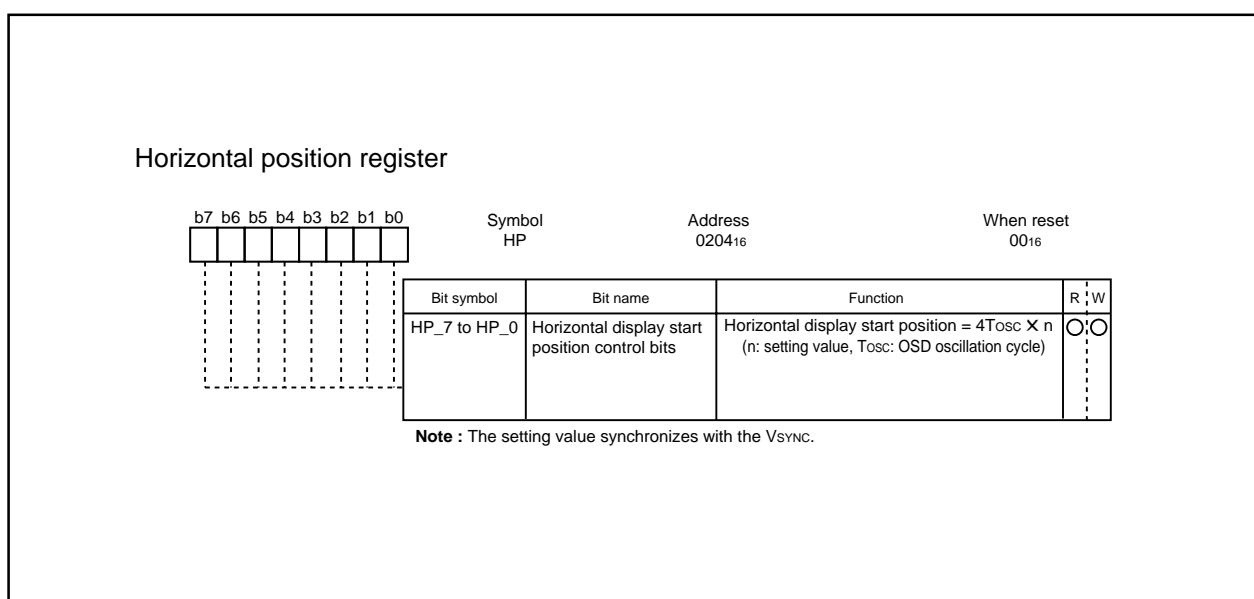 Horizontal position register
b7 b6 b5 b4 b3 b2 b1 b0
Symbol Address When reset
HP 020416 0016
Bit symbol Bit name Function R W
HP_7 to HP_0 Horizontal display start Horizontal display start position = 4TOSC × n
position control bits (n: setting value, TOSC: OSD oscillation cycle)
Note : The setting value synchronizes with the VSYNC.